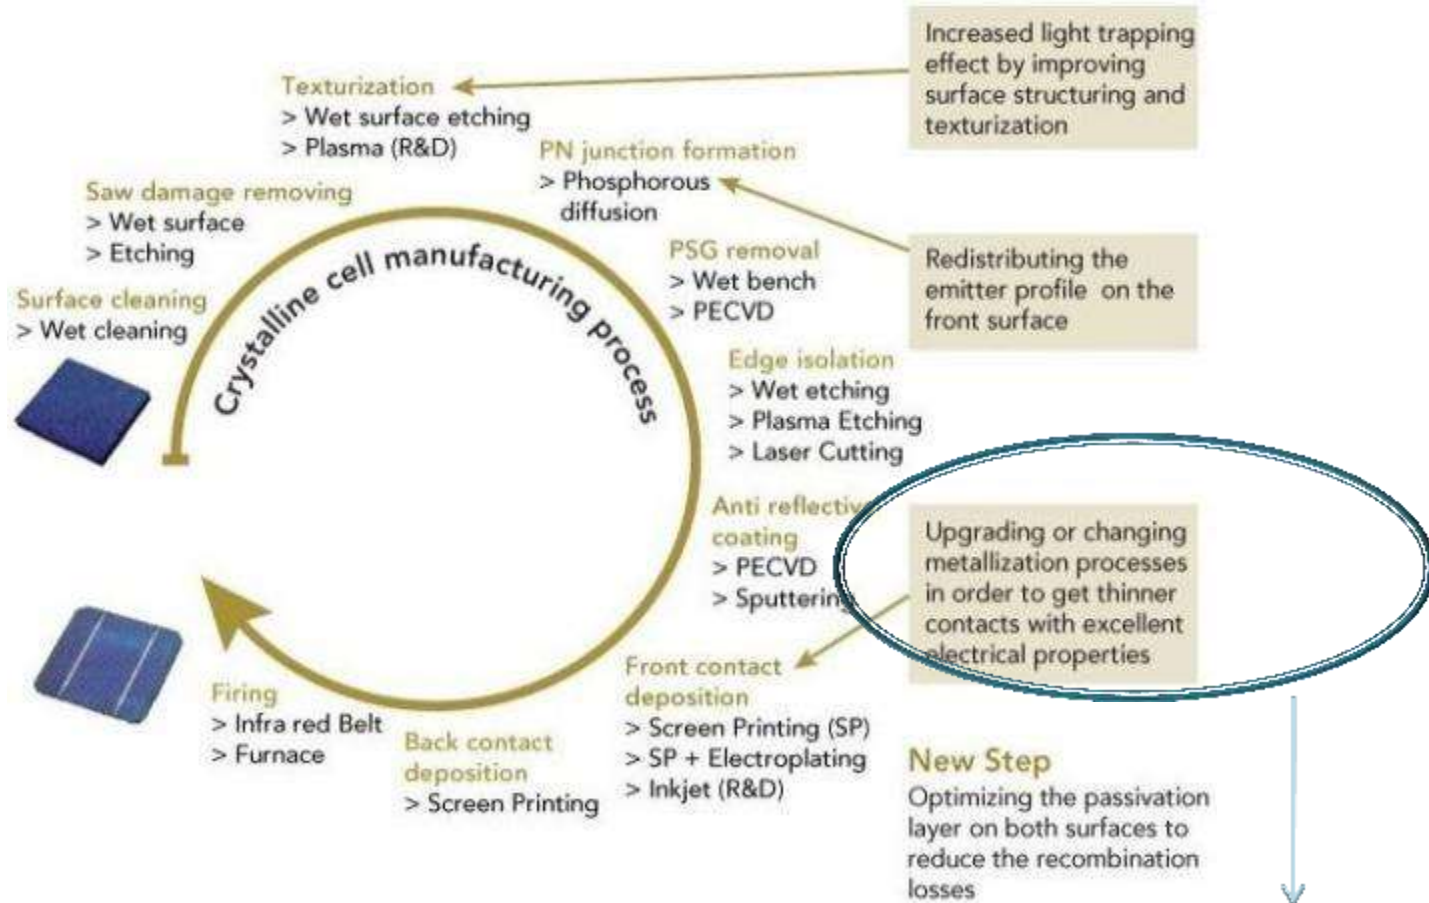 Increased light trapping
effect by improving
surface structuring and
texturization
Texturization
> Wet surface etching
> Plasma (R&D)
PN junction formation
> Phosphorous
diffusion
Saw damage removing
> Wet surface
> Etching
PSG removal
> Wet bench
> PECVD
Redistributing the
emitter profile on the
front surface
Surface cleaning
> Wet cleaning
Crystalline cell manufacturing process
Edge isolation
> Wet etching
> Plasma Etching
> Laser Cutting
Anti reflective
coating
> PECVD
> Sputtering
Upgrading or changing
metallization processes
in order to get thinner
contacts with excellent
electrical properties
Front contact
deposition
> Screen Printing (SP)
> SP + Electroplating
> Inkjet (R&D)
Firing
> Infra red Belt
> Furnace
Back contact
deposition
> Screen Printing
New Step
Optimizing the passivation
layer on both surfaces to
reduce the recombination
losses